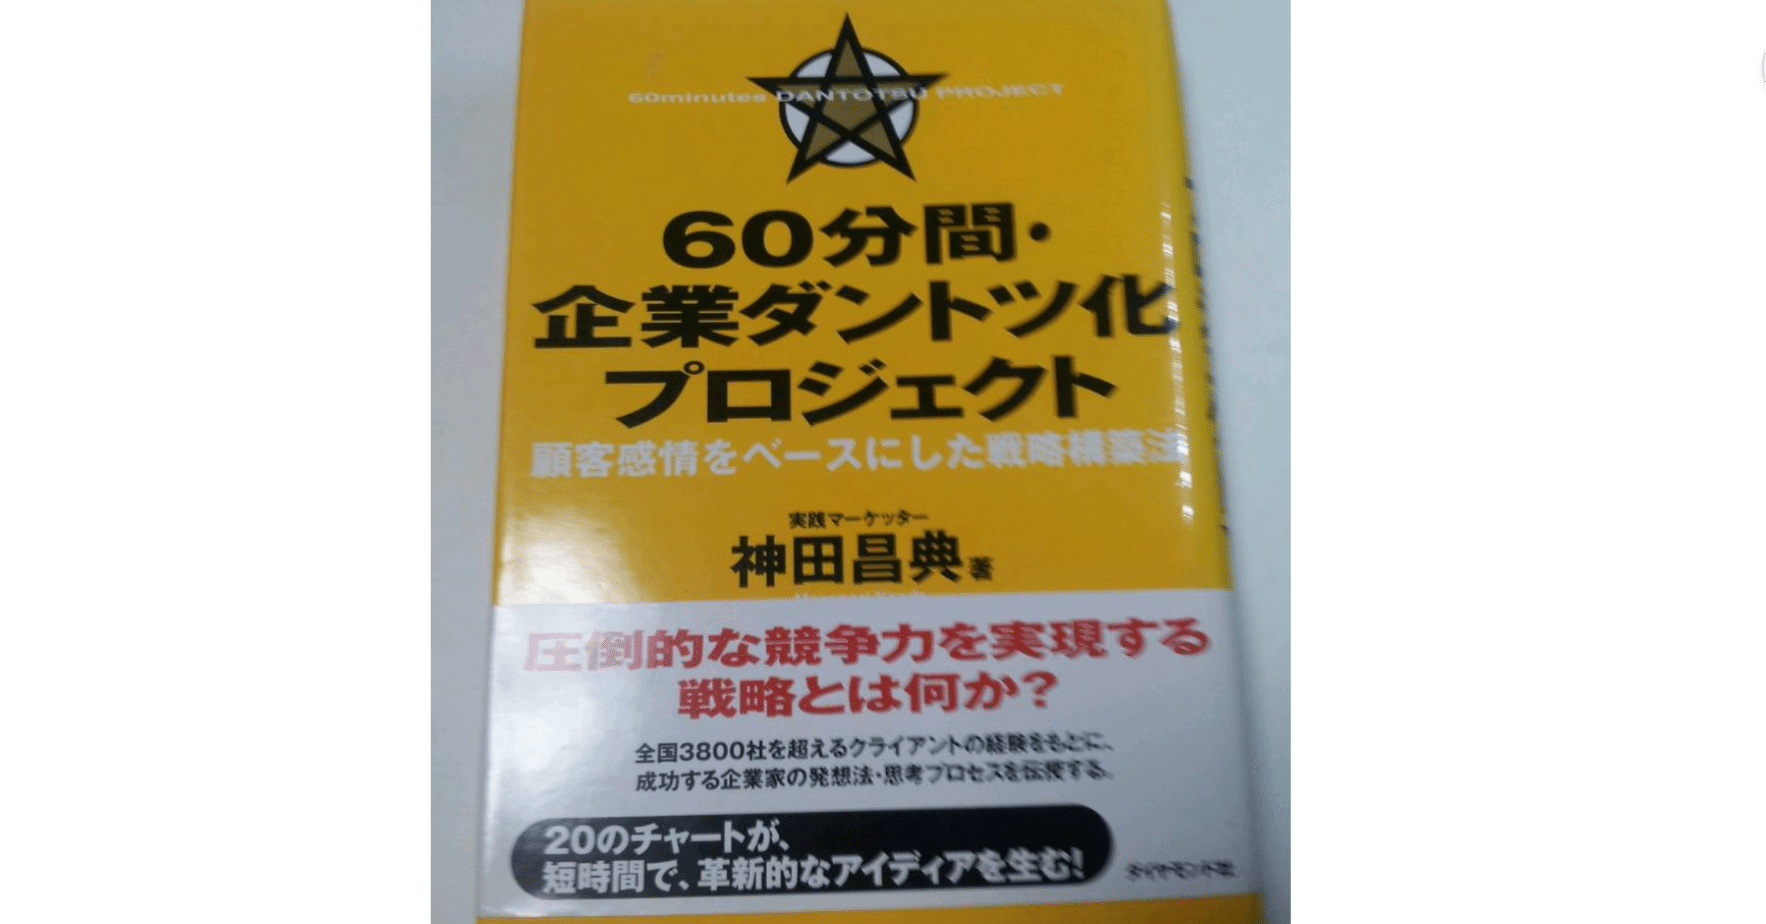 60minutes DANTOTSU PROJECT
60分間・
企業ダントツ化
プロジェクト
顧客感情をベースにした戦略構築法
実践マーケッター
神田昌典著
圧倒的な競争力を実現する
戦略とは何か?
全国3800社を超えるクライアントの経験をもとに、
成功する企業家の発想法・思考プロセスを伝授する。
20のチャートが、
短時間で、革新的なアイディアを生む!
ダイヤモンド社